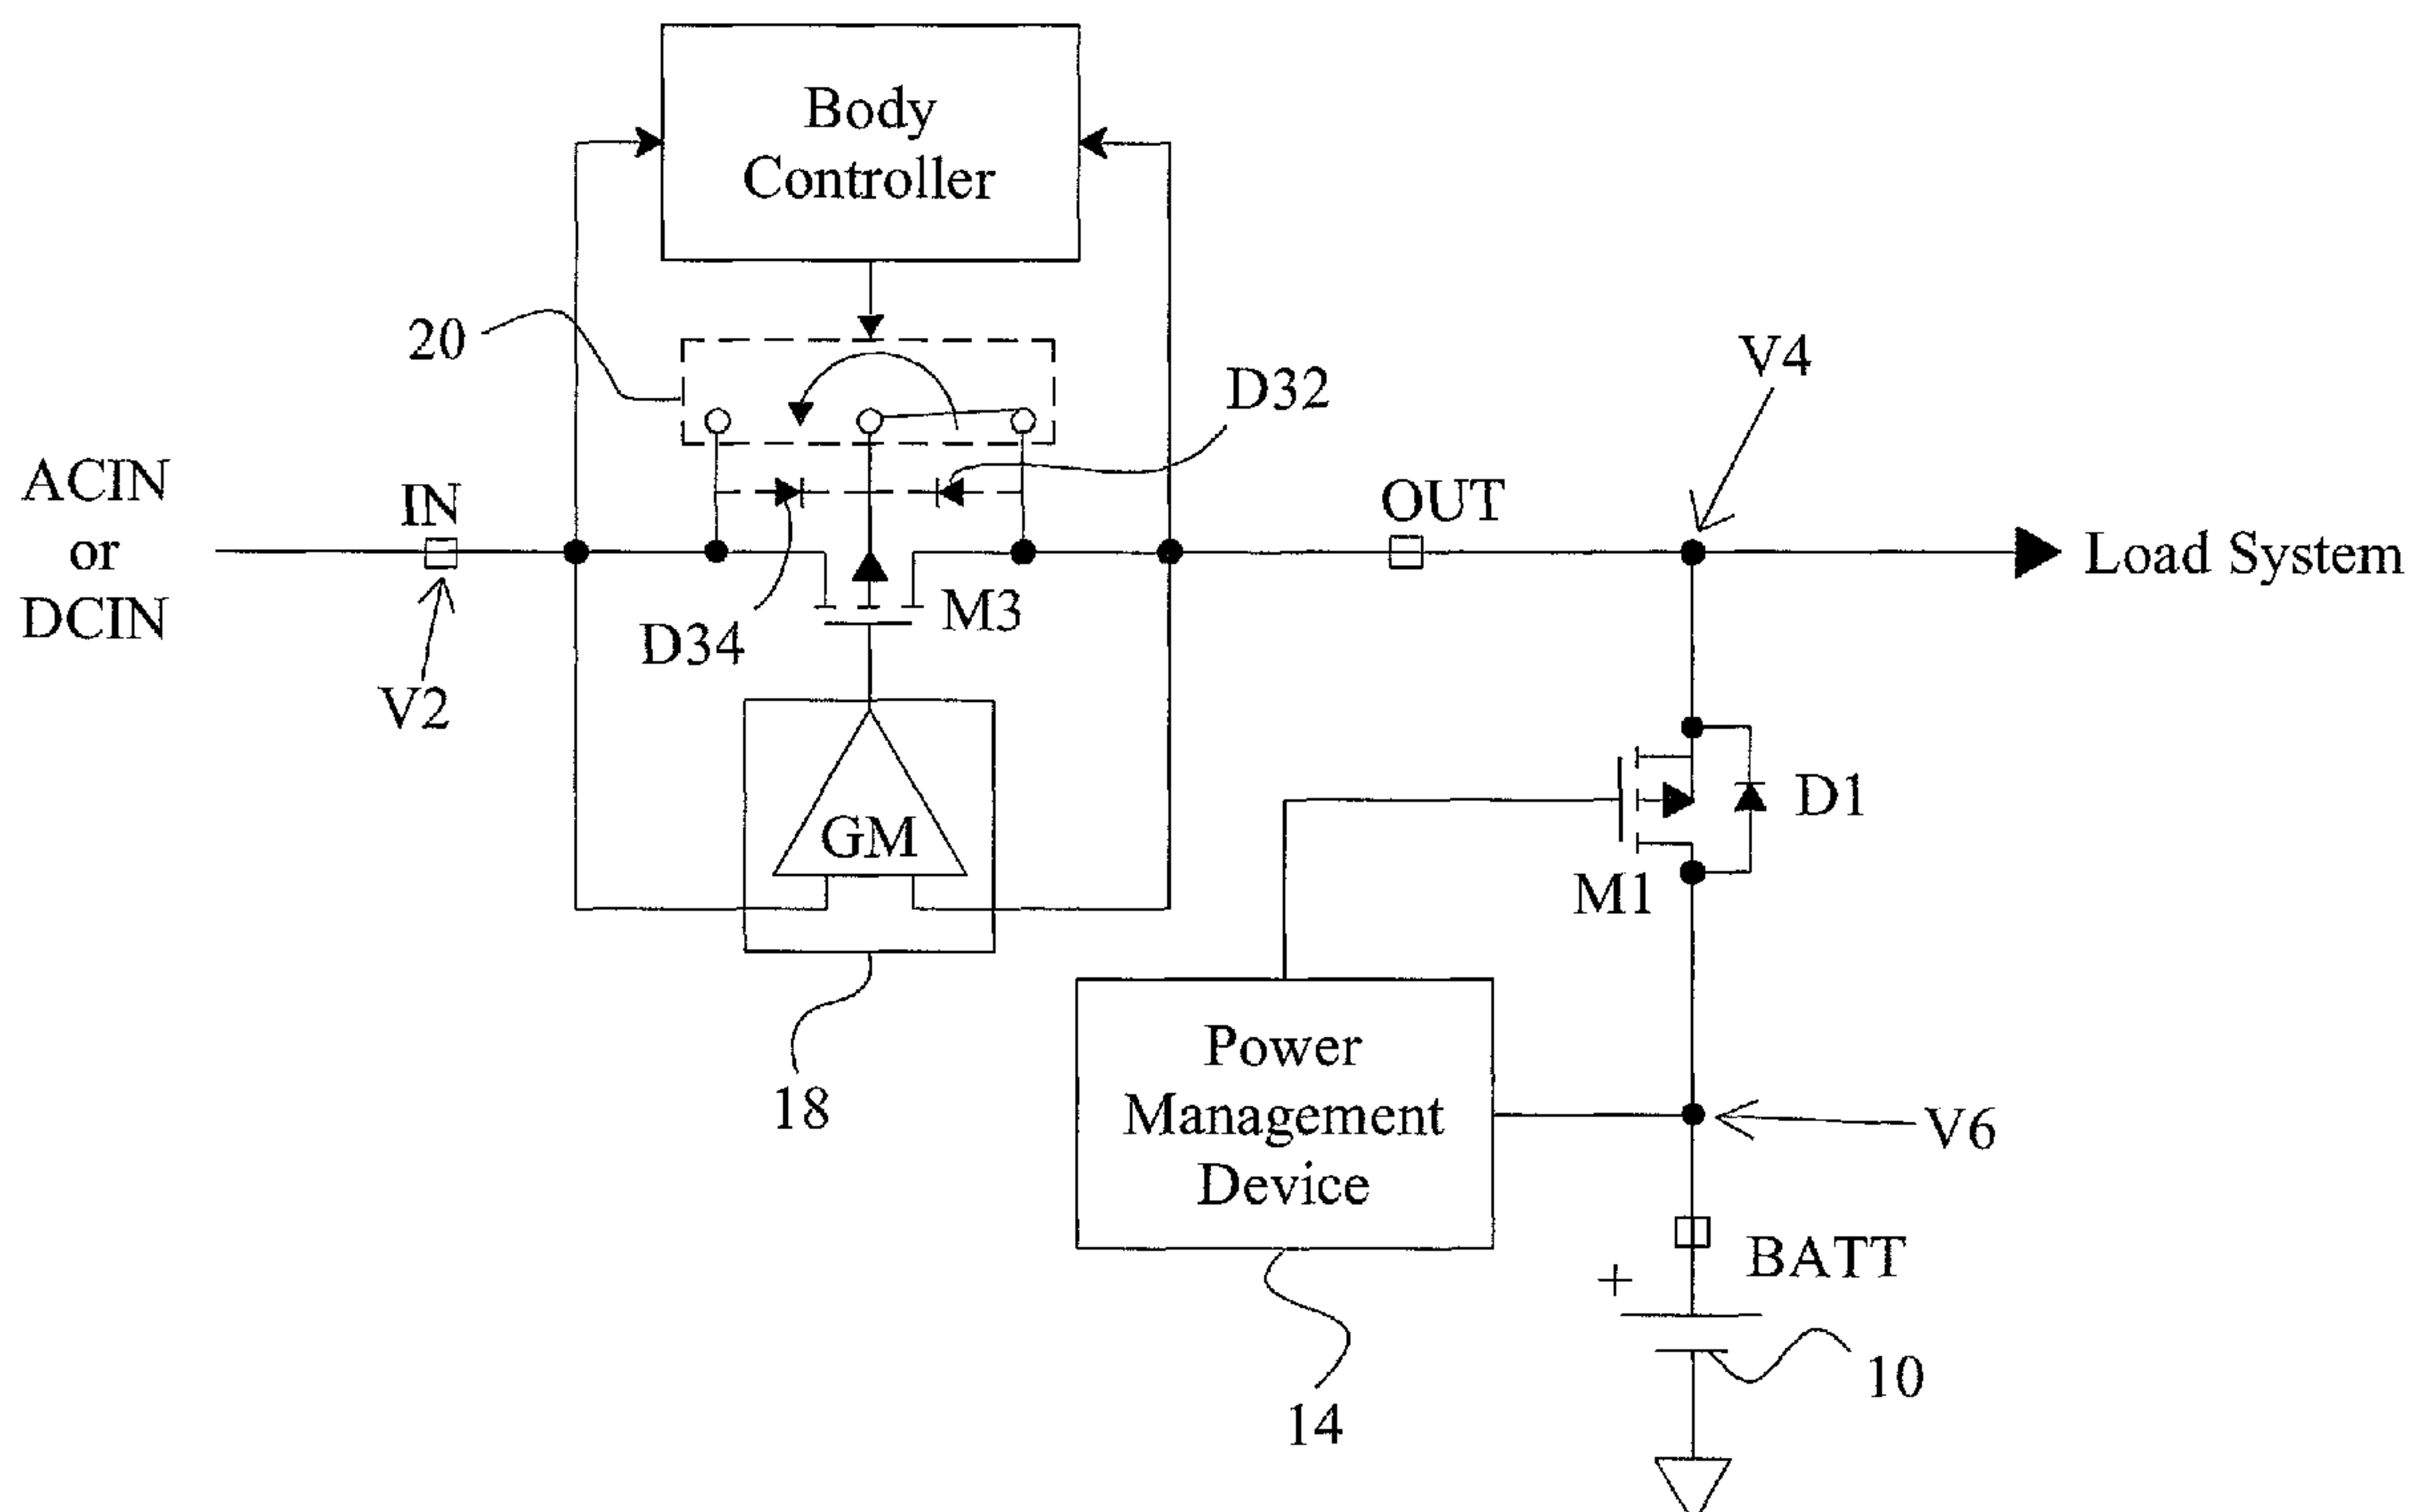 Body
Controller
20
D32
V4
ACIN
or
DCIN
IN
OUT
Load System
D34
M3
V2
GM
D1
M1
18
Power
Management
Device
V6
BATT
+
10
14